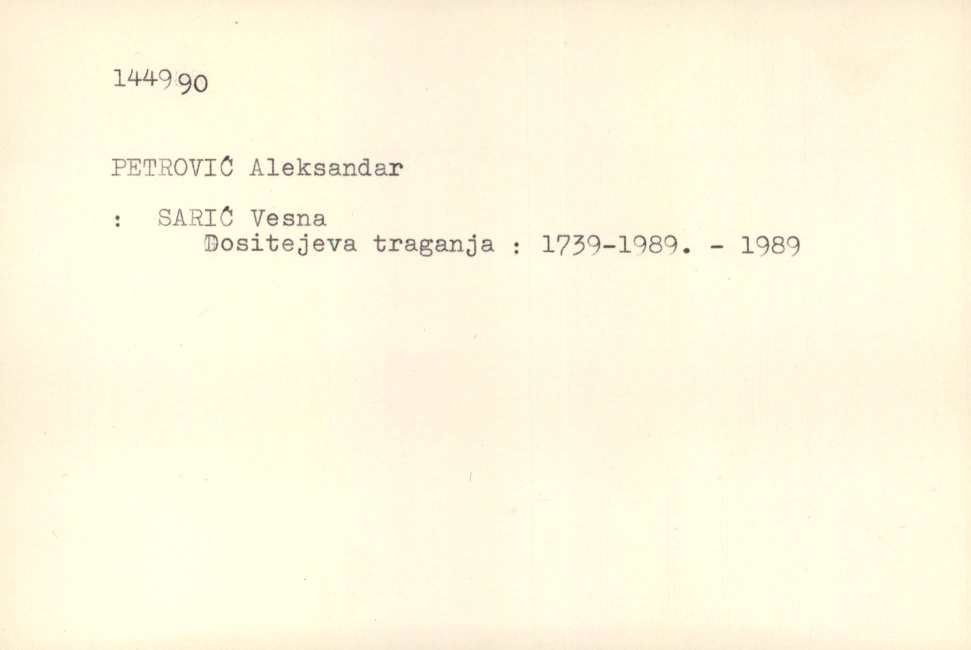 144990
PETROVIĆ Aleksandar
: SARIĆ Vesna
Dositejeva traganja : 1739-1989. - 1989